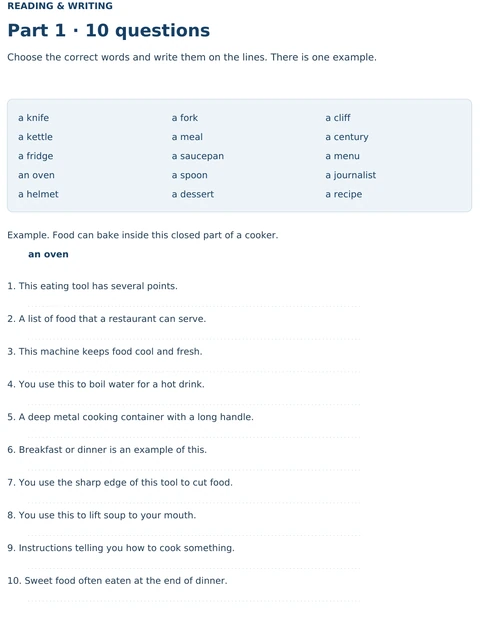 READING & WRITING
Part 1 · 10 questions
Choose the correct words and write them on the lines. There is one example.
a knife a fork a cliff
a kettle a meal a century
a fridge a saucepan a menu
an oven a spoon a journalist
a helmet a dessert a recipe
Example. Food can bake inside this closed part of a cooker.
an oven
1. This eating tool has several points.
2. A list of food that a restaurant can serve.
3. This machine keeps food cool and fresh.
4. You use this to boil water for a hot drink.
5. A deep metal cooking container with a long handle.
6. Breakfast or dinner is an example of this.
7. You use the sharp edge of this tool to cut food.
8. You use this to lift soup to your mouth.
9. Instructions telling you how to cook something.
10. Sweet food often eaten at the end of dinner.